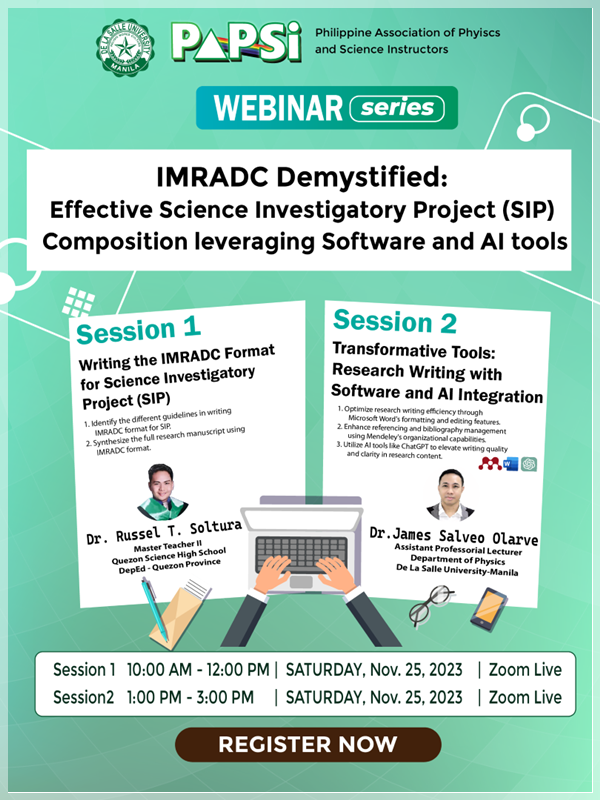 DE LA SALLE UNIVERSITY
MANILA
PAPSi
Philippine Association of Phyiscs
and Science Instructors
WEBINAR series
IMRADC Demystified:
Effective Science Investigatory Project (SIP)
Composition leveraging Software and AI tools
Session 1
Writing the IMRADC Format
for Science Investigatory
Project (SIP)
1. Identify the different guidelines in writing
IMRADC format for SIP.
2. Synthesize the full research manuscript using
IMRADC format.
Dr. Russel T. Soltura
Master Teacher II
Quezon Science High School
DepEd - Quezon Province
Session 2
Transformative Tools:
Research Writing with
Software and AI Integration
1. Optimize research writing efficiency through
Microsoft Word's formatting and editing features.
2. Enhance referencing and bibliography management
using Mendeley's organizational capabilities.
3. Utilize AI tools like ChatGPT to elevate writing quality
and clarity in research content.
W
Dr.James Salveo Olarve
Assistant Professorial Lecturer
Department of Physics
De La Salle University-Manila
Session 1 10:00 AM - 12:00 PM | SATURDAY, Nov. 25, 2023 | Zoom Live
Session2 1:00 PM - 3:00 PM | SATURDAY, Nov. 25, 2023 | Zoom Live
REGISTER NOW